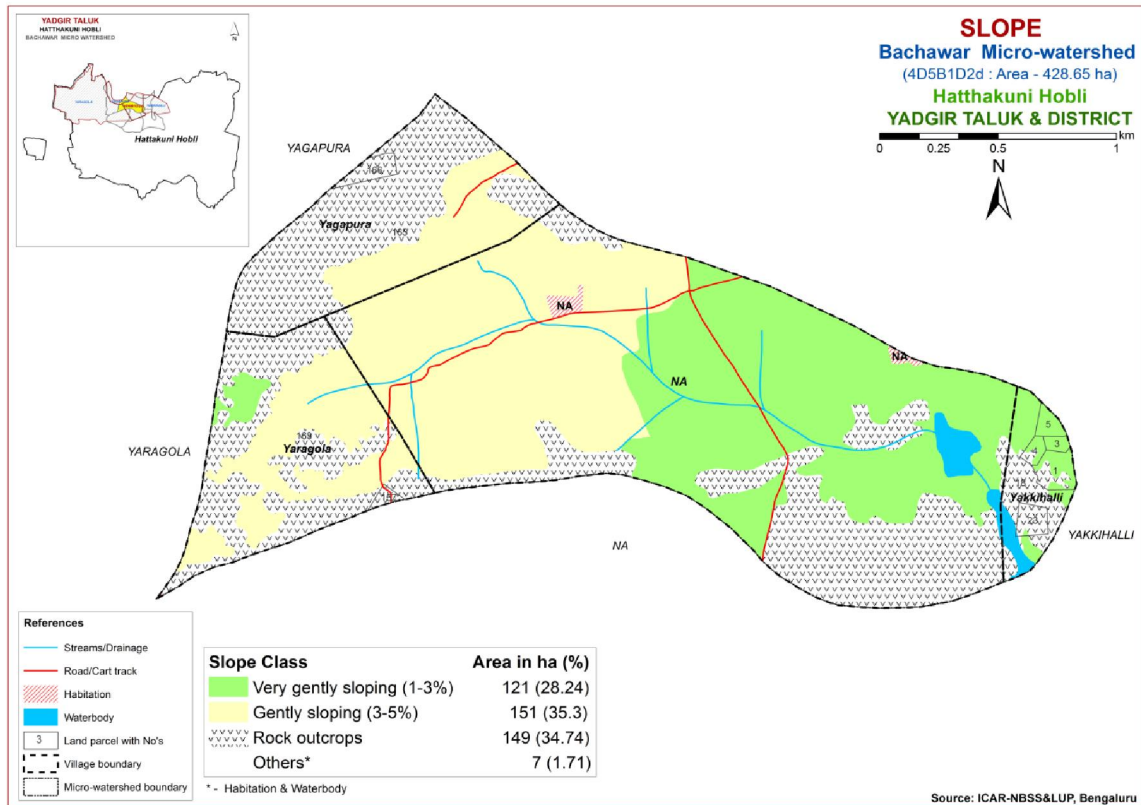 YADGIR TALUK
HATTHAKUNI HOBLI
BACHAWAR MICRO WATERSHED
N
Hattakuni Hobli
SLOPE
Bachawar Micro-watershed
(4D5B1D2d : Area - 428.65 ha)
Hatthakuni Hobli
YADGIR TALUK & DISTRICT
km
0 0.25 0.5 1
N
YAGAPURA
166
Yagapura
NA
NA
NA
YARAGOLA
Yaragola
5
3
4
1
19
Yakkihalli
23
YAKKIHALLI
NA
References
Streams/Drainage
Road/Cart track
Habitation
Waterbody
3 Land parcel with No's
Village boundary
Micro-watershed boundary
Slope Class Area in ha (%)
Very gently sloping (1-3%) 121 (28.24)
Gently sloping (3-5%) 151 (35.3)
Rock outcrops 149 (34.74)
Others* 7 (1.71)
* - Habitation & Waterbody
Source: ICAR-NBSS&LUP, Bengaluru